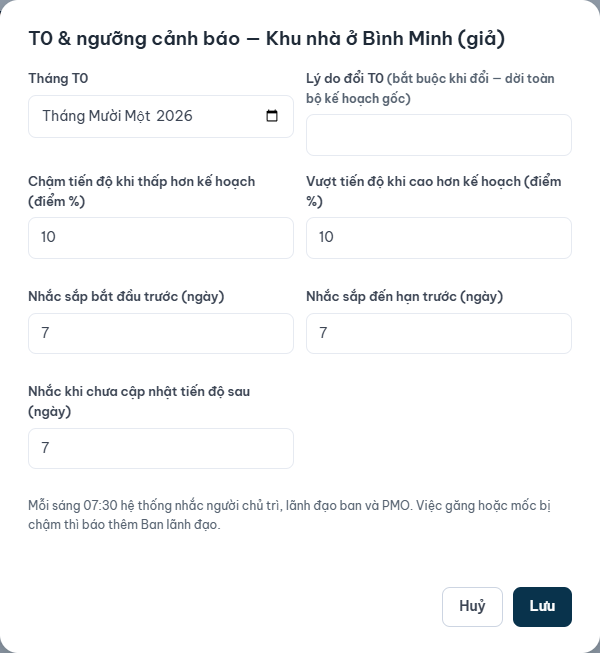 T0 & ngưỡng cảnh báo — Khu nhà ở Bình Minh (giả)
Tháng T0
Tháng Mười Một 2026
Lý do đổi T0 (bắt buộc khi đổi — dời toàn
bộ kế hoạch gốc)
Chậm tiến độ khi thấp hơn kế hoạch
(điểm %)
10
Vượt tiến độ khi cao hơn kế hoạch (điểm
%)
10
Nhắc sắp bắt đầu trước (ngày)
7
Nhắc sắp đến hạn trước (ngày)
7
Nhắc khi chưa cập nhật tiến độ sau
(ngày)
7
Mỗi sáng 07:30 hệ thống nhắc người chủ trì, lãnh đạo ban và PMO. Việc găng hoặc mốc bị
chậm thì báo thêm Ban lãnh đạo.
Huỷ
Lưu